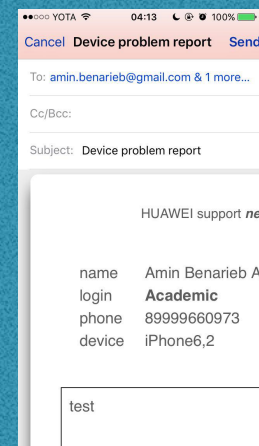 YOTA 04:13 100%
Cancel Device problem report Send
To: amin.benarieb@gmail.com & 1 more...
Cc/Bcc:
Subject: Device problem report
HUAWEI support ne
name Amin Benarieb A
login Academic
phone 89999660973
device iPhone6,2
test